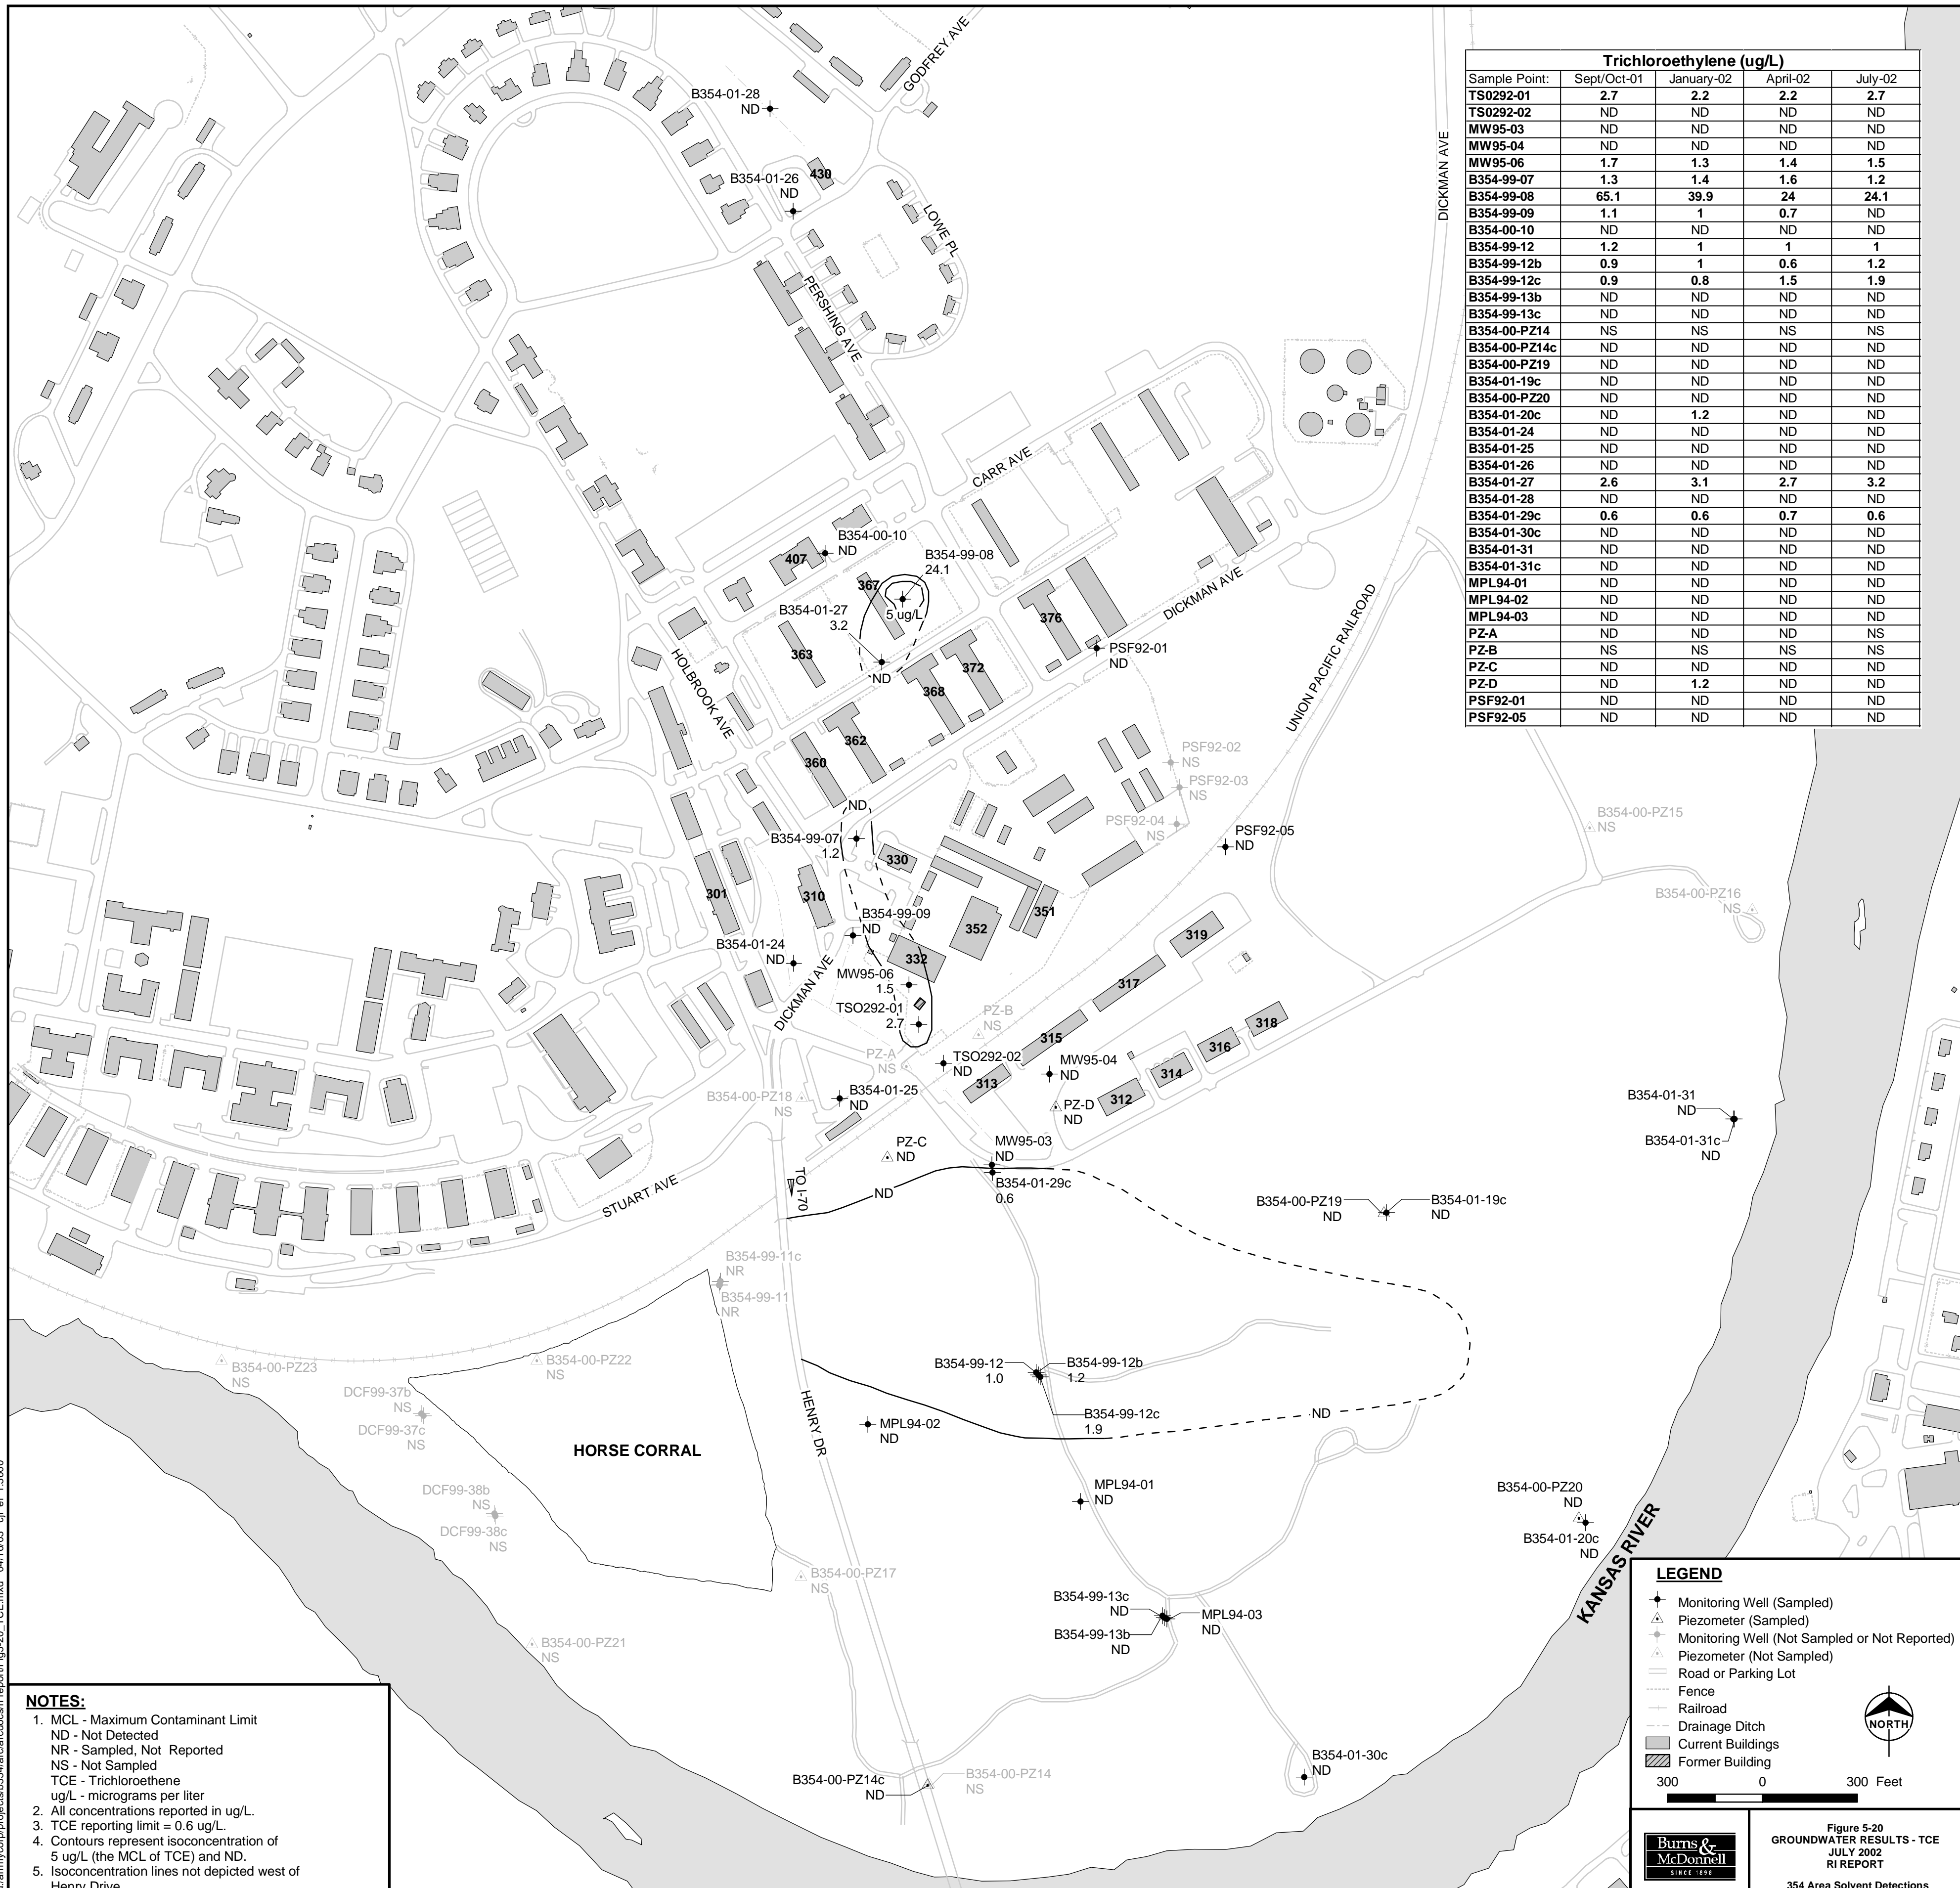 Trichloroethylene (ug/L)
Sample Point: Sept/Oct-01 January-02 April-02 July-02
TS0292-01 2.7 2.2 2.2 2.7
TS0292-02 ND ND ND ND
MW95-03 ND ND ND ND
MW95-04 ND ND ND ND
MW95-06 1.7 1.3 1.4 1.5
B354-99-07 1.3 1.4 1.6 1.2
B354-99-08 65.1 39.9 24 24.1
B354-99-09 1.1 1 0.7 ND
B354-00-10 ND ND ND ND
B354-99-12 1.2 1 1 1
B354-99-12b 0.9 1 0.6 1.2
B354-99-12c 0.9 0.8 1.5 1.9
B354-99-13b ND ND ND ND
B354-99-13c ND ND ND ND
B354-00-PZ14 NS NS NS NS
B354-00-PZ14c ND ND ND ND
B354-00-PZ19 ND ND ND ND
B354-01-19c ND ND ND ND
B354-00-PZ20 ND ND ND ND
B354-01-20c ND 1.2 ND ND
B354-01-24 ND ND ND ND
B354-01-25 ND ND ND ND
B354-01-26 ND ND ND ND
B354-01-27 2.6 3.1 2.7 3.2
B354-01-28 ND ND ND ND
B354-01-29c 0.6 0.6 0.7 0.6
B354-01-30c ND ND ND ND
B354-01-31 ND ND ND ND
B354-01-31c ND ND ND ND
MPL94-01 ND ND ND ND
MPL94-02 ND ND ND ND
MPL94-03 ND ND ND ND
PZ-A ND ND ND NS
PZ-B NS NS NS NS
PZ-C ND ND ND ND
PZ-D ND 1.2 ND ND
PSF92-01 ND ND ND ND
PSF92-05 ND ND ND ND
GODFREY AVE
DICKMAN AVE
B354-01-28
ND
430
B354-01-26
ND
LOWE PL
PERSHING AVE
CARR AVE
B354-00-10
ND
407
B354-99-08
24.1
367
5 ug/L
B354-01-27
3.2
363
ND
376
372
368
PSF92-01
ND
DICKMAN AVE
UNION PACIFIC RAILROAD
HOLBROOK AVE
362
360
PSF92-02
NS
PSF92-03
NS
PSF92-04
NS
PSF92-05
ND
B354-00-PZ15
NS
B354-00-PZ16
NS
ND
B354-99-07
1.2
330
301
310
351
352
B354-99-09
ND
B354-01-24
ND
332
319
317
MW95-06
1.5
TSO292-01
2.7
DICKMAN AVE
PZ-B
NS
315
318
316
314
312
313
PZ-A
NS
TSO292-02
ND
MW95-04
ND
B354-00-PZ18
NS
B354-01-25
ND
PZ-D
ND
PZ-C
ND
MW95-03
ND
B354-01-29c
0.6
B354-01-31
ND
B354-01-31c
ND
TO I-70
STUART AVE
ND
B354-00-PZ19
ND
B354-01-19c
ND
B354-99-11c
NR
B354-99-11
NR
B354-00-PZ23
NS
B354-00-PZ22
NS
DCF99-37b
NS
DCF99-37c
NS
B354-99-12
1.0
B354-99-12b
1.2
B354-99-12c
1.9
ND
MPL94-02
ND
HENRY DR
HORSE CORRAL
DCF99-38b
NS
DCF99-38c
NS
MPL94-01
ND
B354-00-PZ20
ND
B354-01-20c
ND
KANSAS RIVER
B354-00-PZ17
NS
B354-99-13c
ND
MPL94-03
ND
B354-99-13b
ND
B354-00-PZ21
NS
B354-01-30c
ND
B354-00-PZ14c
ND
B354-00-PZ14
NS
NOTES:
1. MCL - Maximum Contaminant Limit
ND - Not Detected
NR - Sampled, Not Reported
NS - Not Sampled
TCE - Trichloroethene
ug/L - micrograms per liter
2. All concentrations reported in ug/L.
3. TCE reporting limit = 0.6 ug/L.
4. Contours represent isoconcentration of
5 ug/L (the MCL of TCE) and ND.
5. Isoconcentration lines not depicted west of
Henry Drive
LEGEND
Monitoring Well (Sampled)
Piezometer (Sampled)
Monitoring Well (Not Sampled or Not Reported)
Piezometer (Not Sampled)
Road or Parking Lot
Fence
Railroad
Drainage Ditch
Current Buildings
Former Building
NORTH
300 0 300 Feet
Burns &
McDonnell
SINCE 1898
Figure 5-20
GROUNDWATER RESULTS - TCE
JULY 2002
RI REPORT
354 Area Solvent Detections